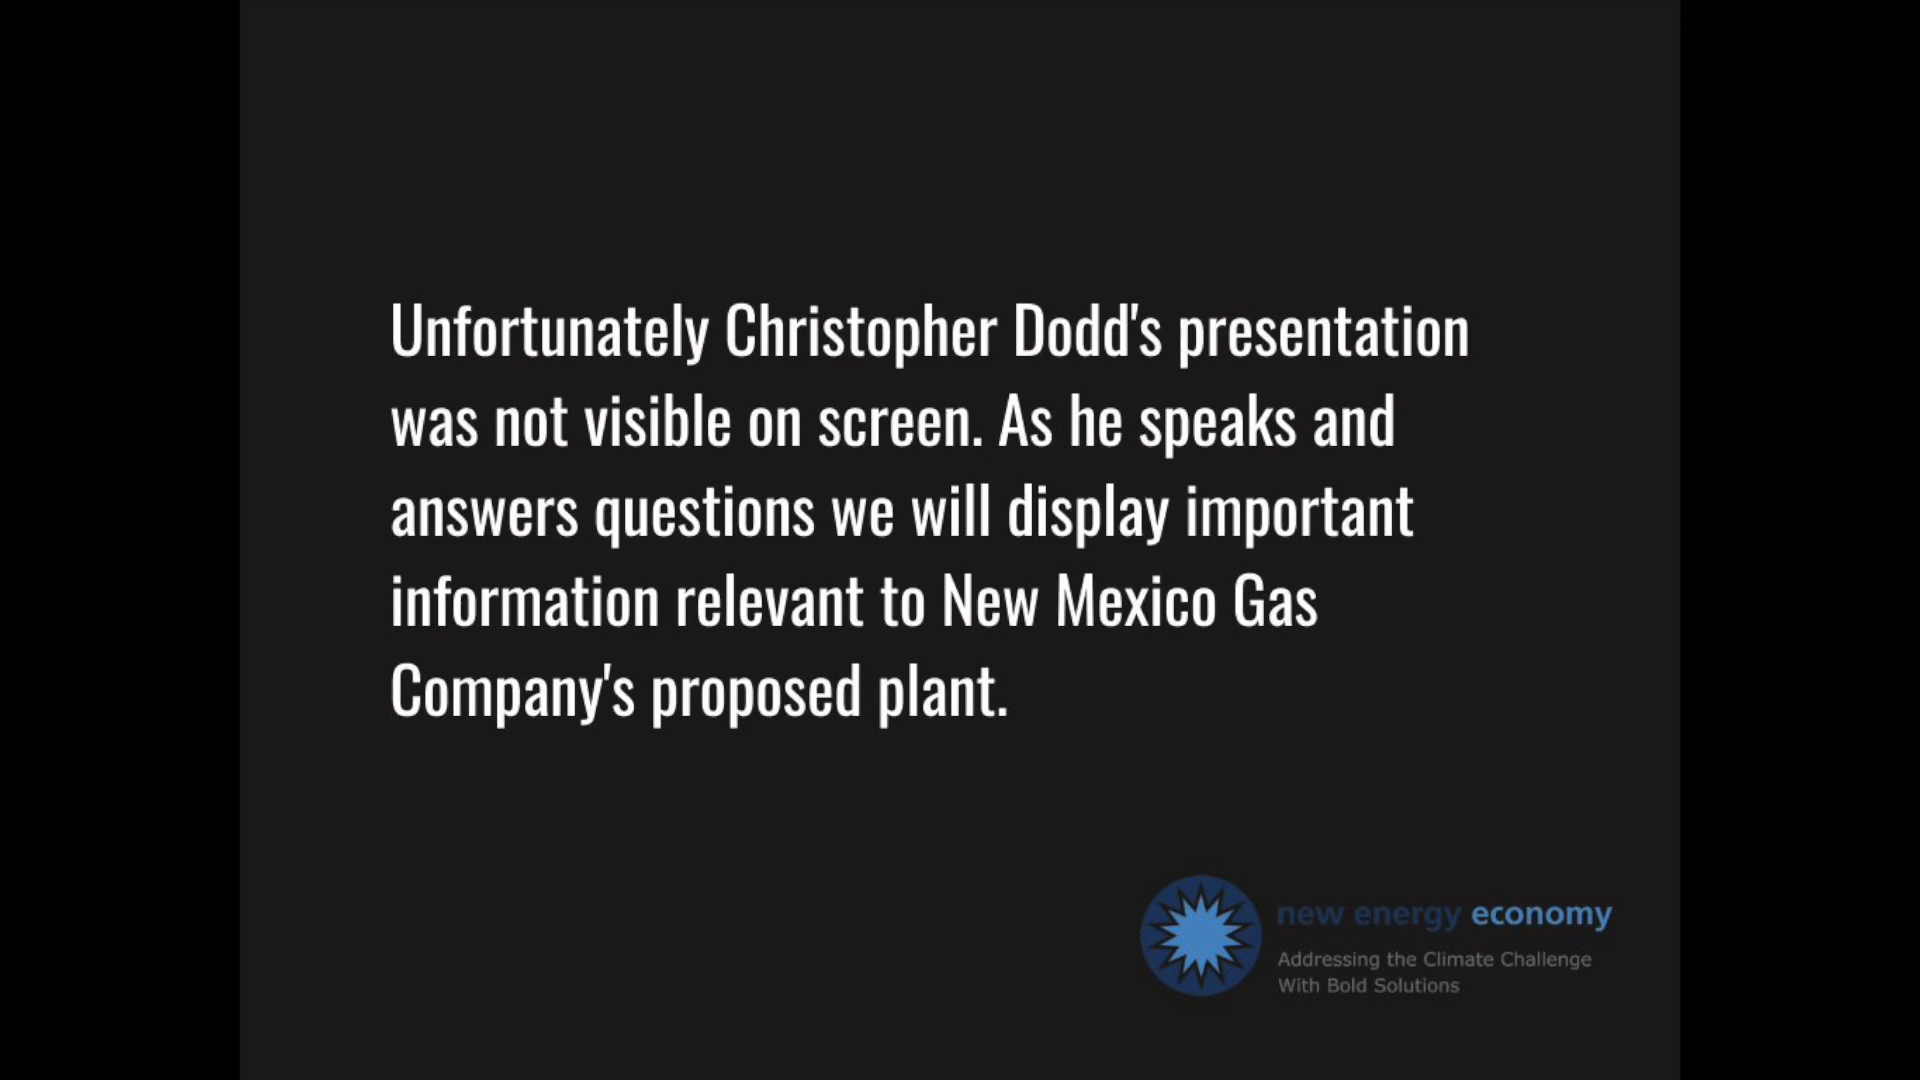 Unfortunately Christopher Dodd's presentation
was not visible on screen. As he speaks and
answers questions we will display important
information relevant to New Mexico Gas
Company's proposed plant.
new energy economy
Addressing the Climate Challenge
With Bold Solutions